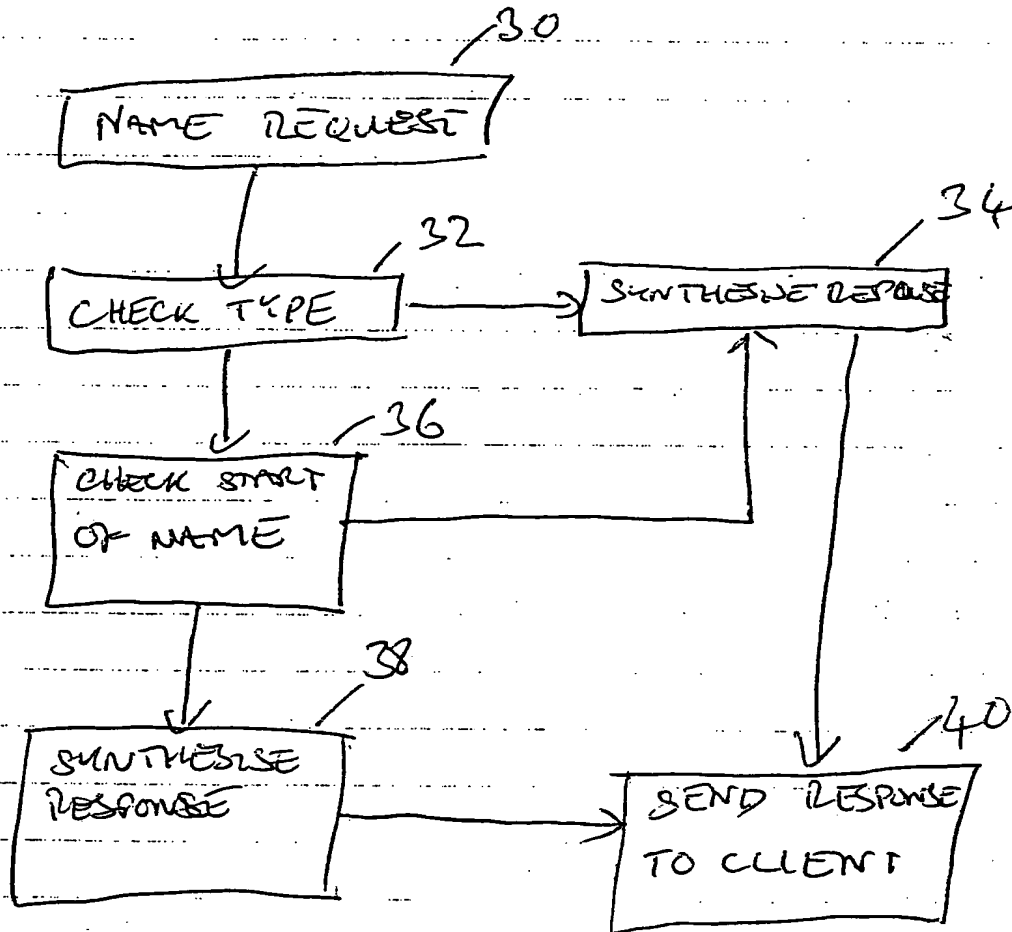 30
NAME REQUEST
32
CHECK TYPE
34
SYNTHESISE RESPONSE
36
CHECK START
OF NAME
38
SYNTHESISE
RESPONSE
40
SEND RESPONSE
TO CLIENT